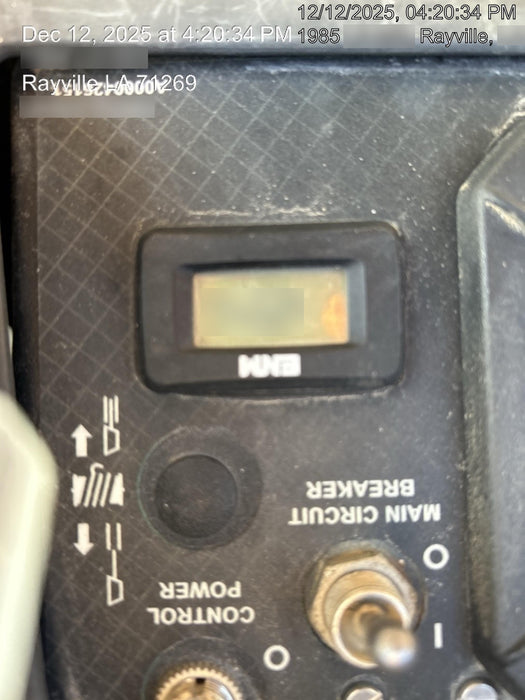 12/12/2025, 04:20:34 PM
Dec 12, 2025 at 4:20:34 PM
1985
Rayville,
Rayville LA 71269
ENM
MAIN CIRCUIT
BREAKER
O
I
CONTROL
POWER
O